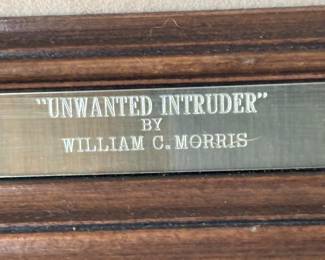 "UNWANTED INTRUDER"
BY
WILLIAM C. MORRIS